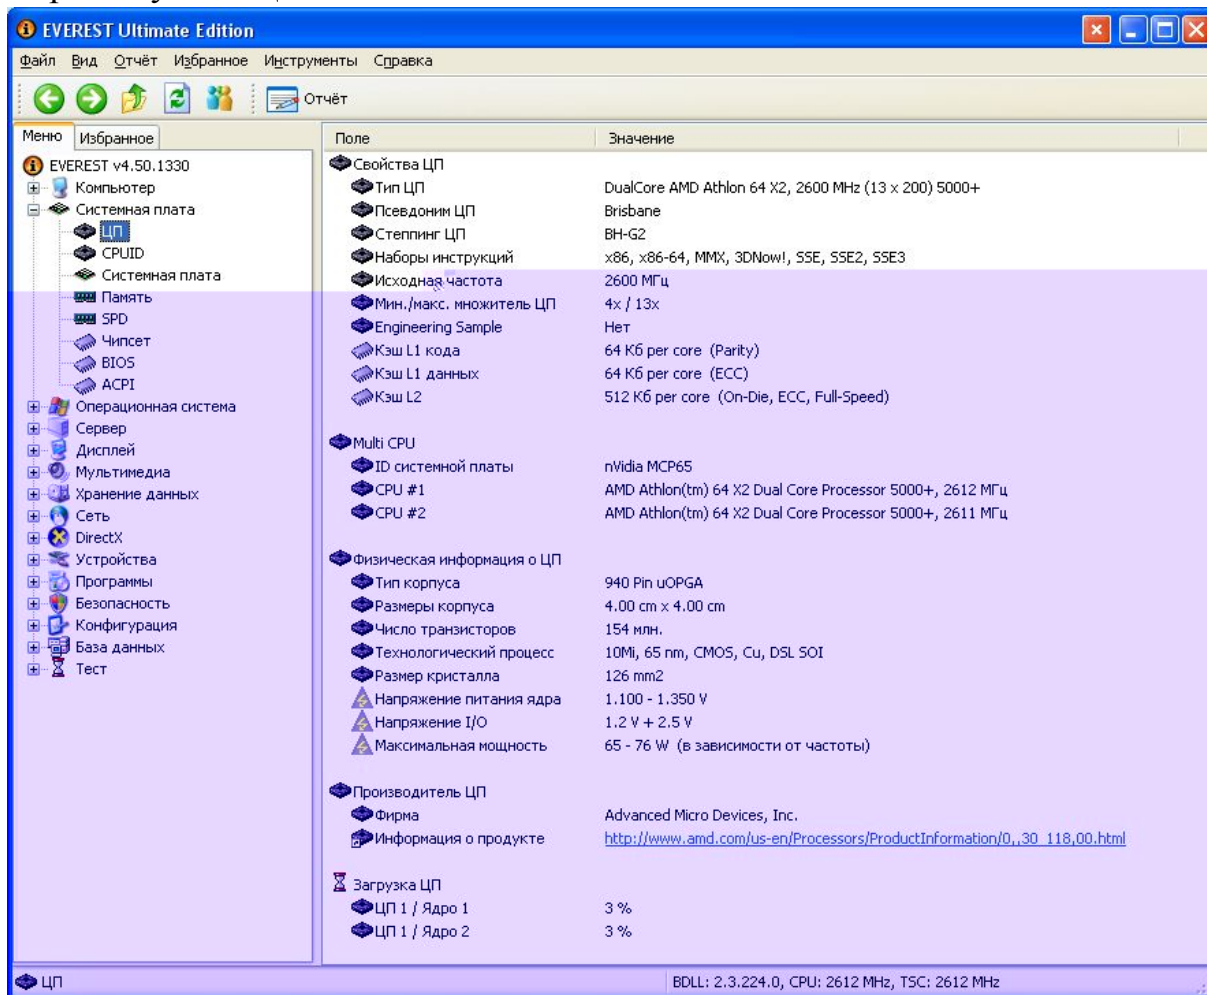 EVEREST Ultimate Edition
Файл Вид Отчёт Избранное Инструменты Справка
Отчёт
Меню Избранное
EVEREST v4.50.1330
Компьютер
Системная плата
ЦП
CPUID
Системная плата
Память
SPD
Чипсет
BIOS
ACPI
Операционная система
Сервер
Дисплей
Мультимедиа
Хранение данных
Сеть
DirectX
Устройства
Программы
Безопасность
Конфигурация
База данных
Тест
Поле Значение
Свойства ЦП
Тип ЦП DualCore AMD Athlon 64 X2, 2600 MHz (13 x 200) 5000+
Псевдоним ЦП Brisbane
Степпинг ЦП BH-G2
Наборы инструкций x86, x86-64, MMX, 3DNow!, SSE, SSE2, SSE3
Исходная частота 2600 МГц
Мин./макс. множитель ЦП 4x / 13x
Engineering Sample Нет
Кэш L1 кода 64 Кб per core (Parity)
Кэш L1 данных 64 Кб per core (ECC)
Кэш L2 512 Кб per core (On-Die, ECC, Full-Speed)
Multi CPU
ID системной платы nVidia MCP65
CPU #1 AMD Athlon(tm) 64 X2 Dual Core Processor 5000+, 2612 МГц
CPU #2 AMD Athlon(tm) 64 X2 Dual Core Processor 5000+, 2611 МГц
Физическая информация о ЦП
Тип корпуса 940 Pin uOPGA
Размеры корпуса 4.00 cm x 4.00 cm
Число транзисторов 154 млн.
Технологический процесс 10Mi, 65 nm, CMOS, Cu, DSL SOI
Размер кристалла 126 mm2
Напряжение питания ядра 1.100 - 1.350 V
Напряжение I/O 1.2 V + 2.5 V
Максимальная мощность 65 - 76 W (в зависимости от частоты)
Производитель ЦП
Фирма Advanced Micro Devices, Inc.
Информация о продукте http://www.amd.com/us-en/Processors/ProductInformation/0,,30_118,00.html
Загрузка ЦП
ЦП 1 / Ядро 1 3 %
ЦП 1 / Ядро 2 3 %
ЦП BDLL: 2.3.224.0, CPU: 2612 MHz, TSC: 2612 MHz